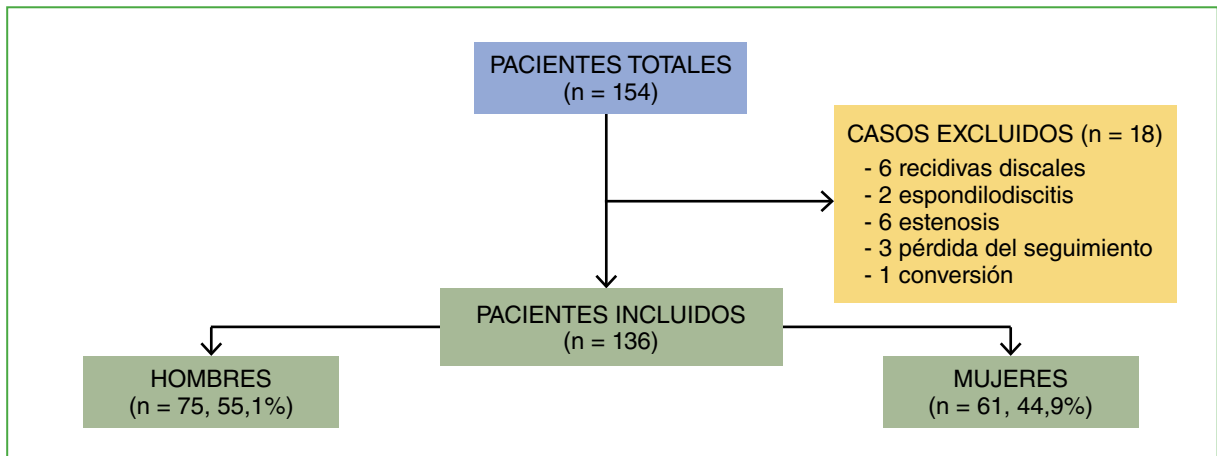 PACIENTES TOTALES
(n = 154)
CASOS EXCLUIDOS (n = 18)
- 6 recidivas discales
- 2 espondilodiscitis
- 6 estenosis
- 3 pérdida del seguimiento
- 1 conversión
PACIENTES INCLUIDOS
(n = 136)
HOMBRES
(n = 75, 55,1%)
MUJERES
(n = 61, 44,9%)